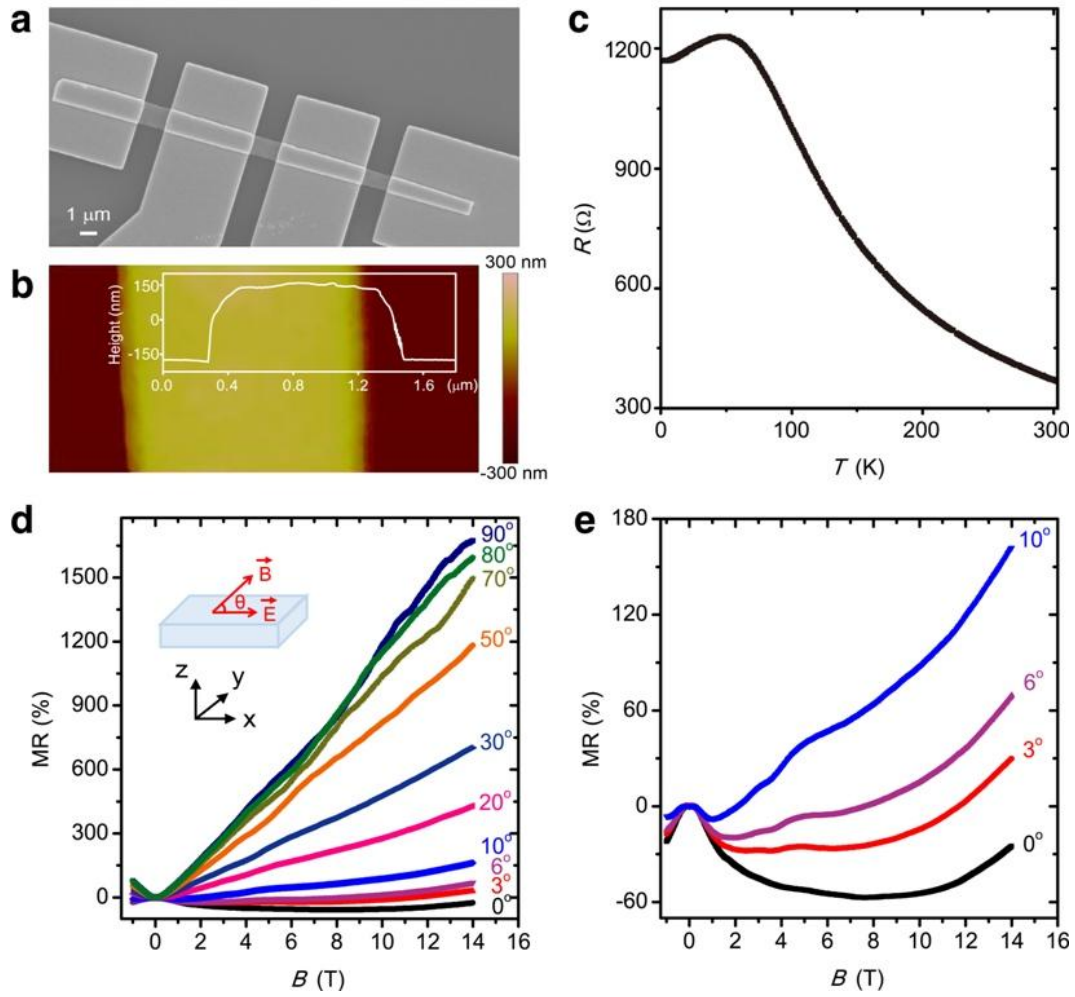 a
1 μm
b
300 nm
-300 nm
Height (nm)
150
0
-150
0.0 0.4 0.8 1.2 1.6 (μm)
c
R (Ω)
1200
900
600
300
0 100 200 300
T (K)
d
MR (%)
1500
1200
900
600
300
0
90°
80°
70°
50°
30°
20°
10°
6°
3°
0°
B
θ
E
z
y
x
0 2 4 6 8 10 12 14 16
B (T)
e
MR (%)
180
120
60
0
-60
10°
6°
3°
0°
0 2 4 6 8 10 12 14 16
B (T)